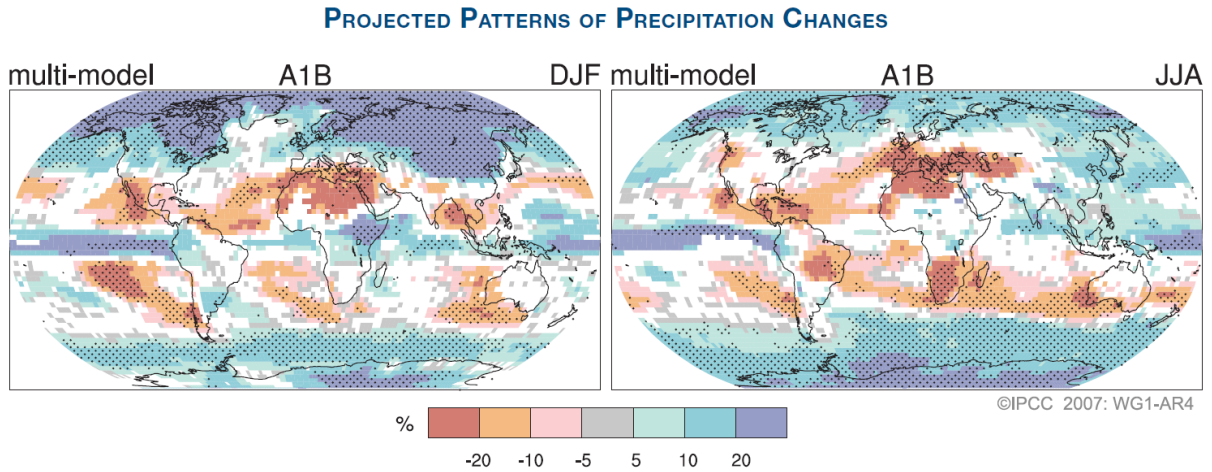 PROJECTED PATTERNS OF PRECIPITATION CHANGES
multi-model A1B DJF multi-model A1B JJA
©IPCC 2007: WG1-AR4
%
-20 -10 -5 5 10 20